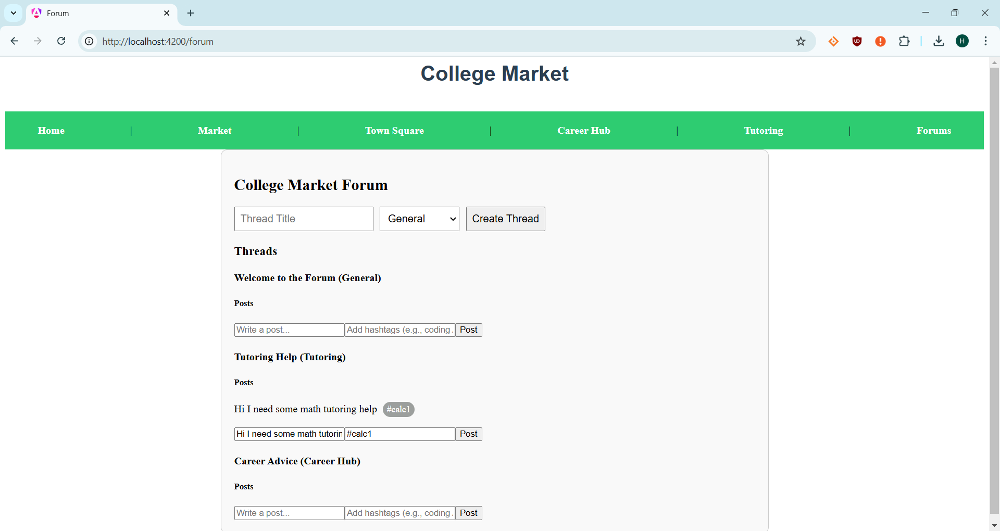 Forum
http://localhost:4200/forum
H
College Market
Home | Market | Town Square | Career Hub | Tutoring | Forums
College Market Forum
Thread Title General Create Thread
Threads
Welcome to the Forum (General)
Posts
Write a post... Add hashtags (e.g., coding Post
Tutoring Help (Tutoring)
Posts
Hi I need some math tutoring help #calc1
Hi I need some math tutorin #calc1 Post
Career Advice (Career Hub)
Posts
Write a post... Add hashtags (e.g., coding Post